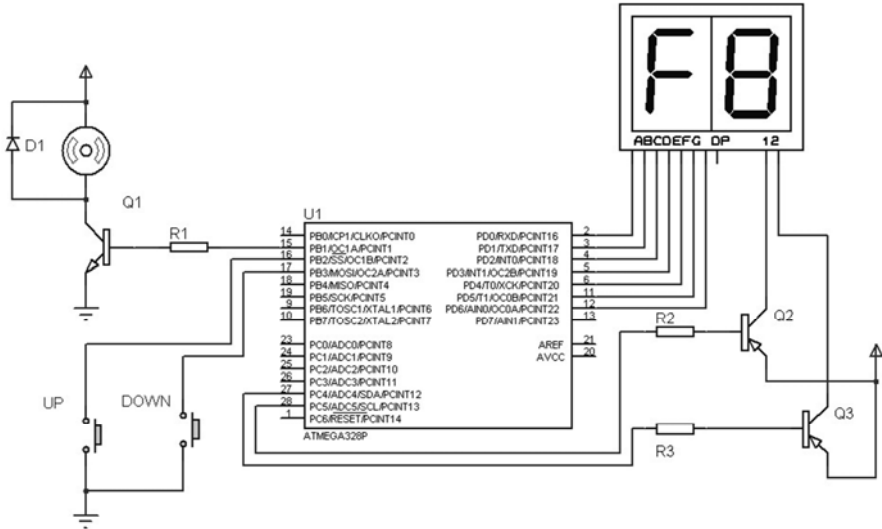 F8
ABCDEFG DP 12
D1
Q1
R1
U1
14 PB0/ICP1/CLKO/PCINT0
15 PB1/OC1A/PCINT1
16 PB2/SS/OC1B/PCINT2
17 PB3/MOSI/OC2A/PCINT3
18 PB4/MISO/PCINT4
19 PB5/SCK/PCINT5
9 PB6/TOSC1/XTAL1/PCINT6
10 PB7/TOSC2/XTAL2/PCINT7
23 PC0/ADC0/PCINT8
24 PC1/ADC1/PCINT9
25 PC2/ADC2/PCINT10
26 PC3/ADC3/PCINT11
27 PC4/ADC4/SDA/PCINT12
28 PC5/ADC5/SCL/PCINT13
1 PC6/RESET/PCINT14
PD0/RXD/PCINT16 2
PD1/TXD/PCINT17 3
PD2/INT0/PCINT18 4
PD3/INT1/OC2B/PCINT19 5
PD4/T0/XCK/PCINT20 6
PD5/T1/OC0B/PCINT21 11
PD6/AIN0/OC0A/PCINT22 12
PD7/AIN1/PCINT23 13
AREF 21
AVCC 20
ATMEGA328P
UP
DOWN
R2
Q2
R3
Q3